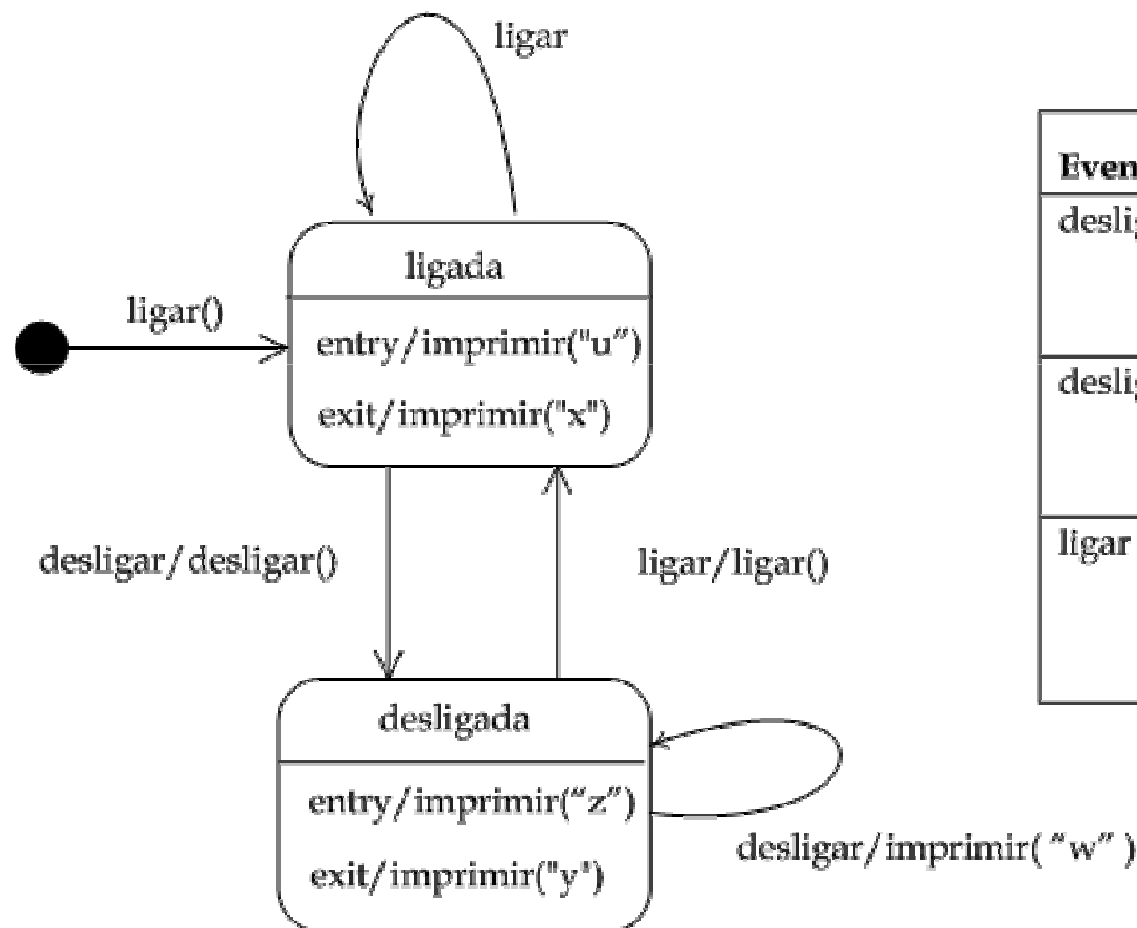 ligar
ligada
ligar()
entry/imprimir("u”)
exit/imprimir("x")
desligar/desligar()
ligar/ligar()
desligada
entry/imprimir(“z”)
exit/imprimir("y")
desligar/imprimir( “w” )
ligar